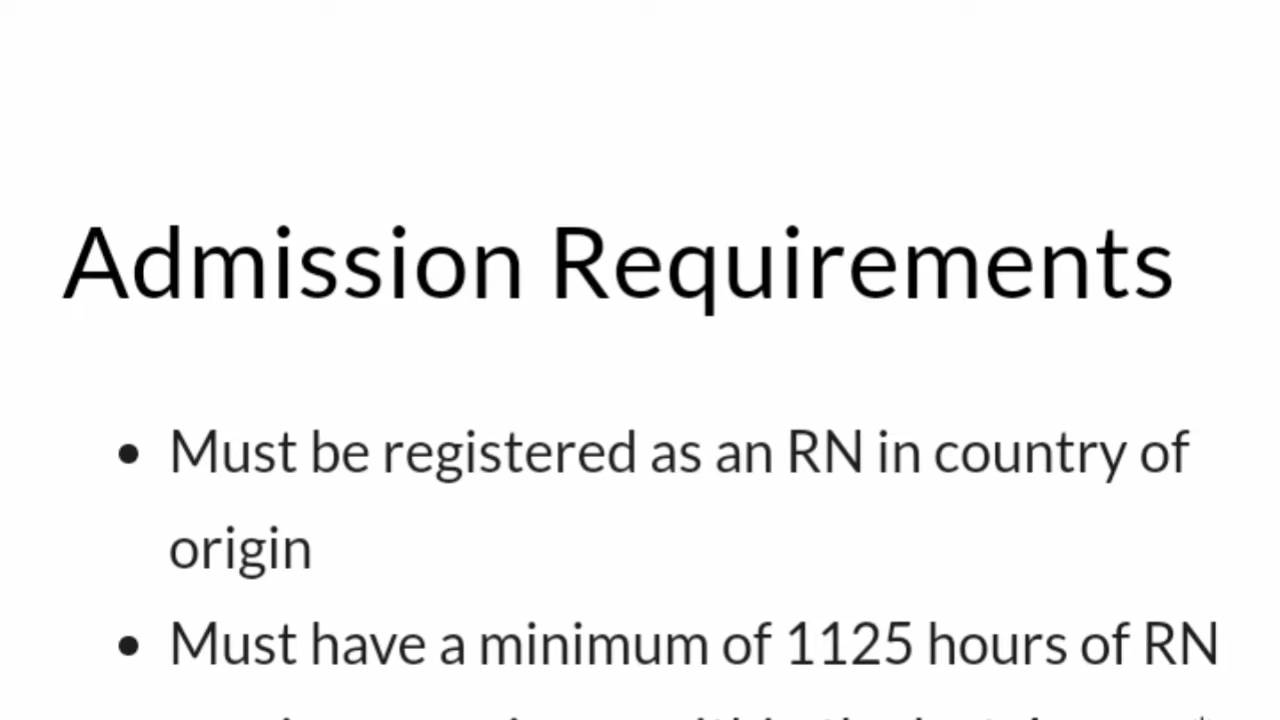 Admission Requirements
• Must be registered as an RN in country of
origin
• Must have a minimum of 1125 hours of RN